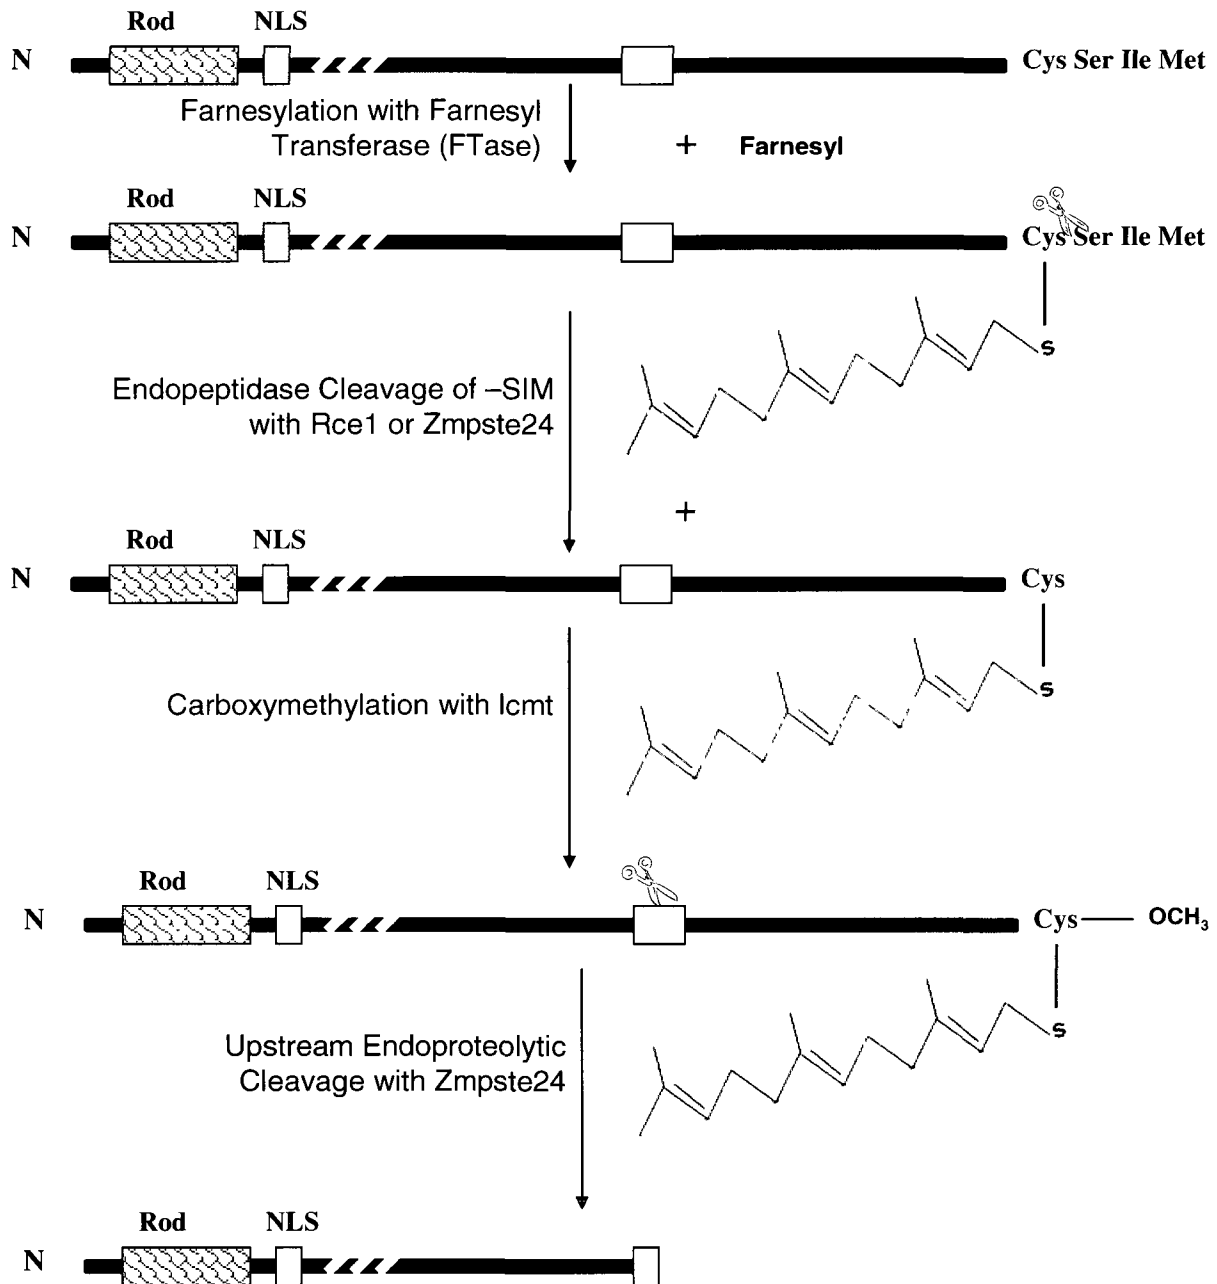 Rod NLS
N Cys Ser Ile Met
Farnesylation with Farnesyl
Transferase (FTase)
+ Farnesyl
Rod NLS
N Cys Ser Ile Met
S
Endopeptidase Cleavage of –SIM
with Rce1 or Zmpste24
+
Rod NLS
N Cys
S
Carboxymethylation with Icmt
Rod NLS
N Cys OCH₃
S
Upstream Endoproteolytic
Cleavage with Zmpste24
Rod NLS
N